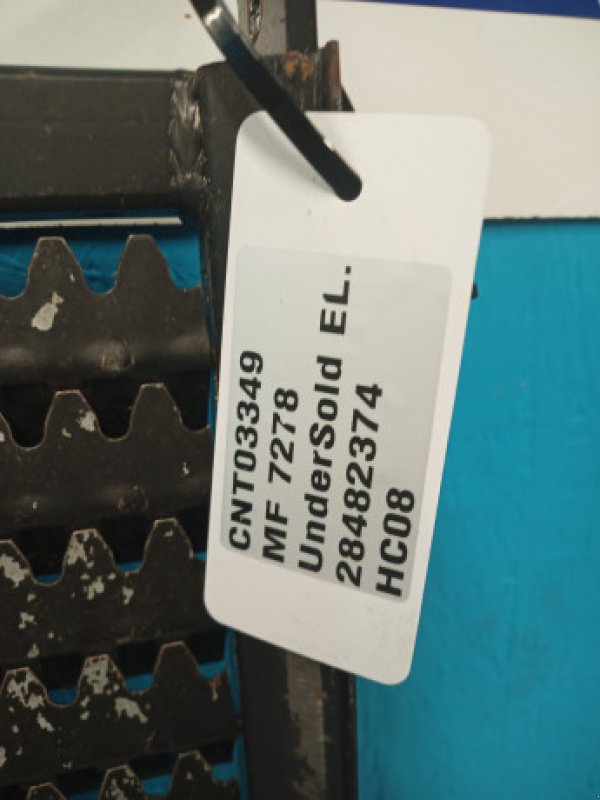 CNT03349
MF 7278
UnderSold EL.
28482374
HC08